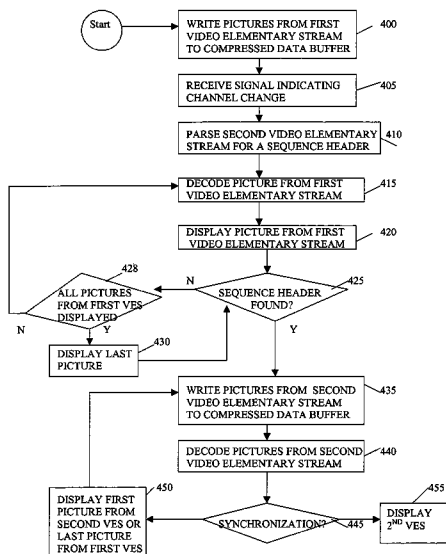 Start
WRITE PICTURES FROM FIRST
VIDEO ELEMENTARY STREAM
TO COMPRESSED DATA BUFFER
400
RECEIVE SIGNAL INDICATING
CHANNEL CHANGE
405
PARSE SECOND VIDEO ELEMENTARY
STREAM FOR A SEQUENCE HEADER
410
DECODE PICTURE FROM FIRST
VIDEO ELEMENTARY STREAM
415
DISPLAY PICTURE FROM
FIRST VIDEO ELEMENTARY STREAM
420
428
ALL PICTURES
FROM FIRST VES
DISPLAYED
N
SEQUENCE HEADER
FOUND?
425
N
Y
Y
DISPLAY LAST
PICTURE
430
WRITE PICTURES FROM SECOND
VIDEO ELEMENTARY STREAM
TO COMPRESSED DATA BUFFER
435
DECODE PICTURES FROM SECOND
VIDEO ELEMENTARY STREAM
440
450
DISPLAY FIRST
PICTURE FROM
SECOND VES OR
LAST PICTURE
FROM FIRST VES
SYNCHRONIZATION?
445
455
DISPLAY
2ND VES